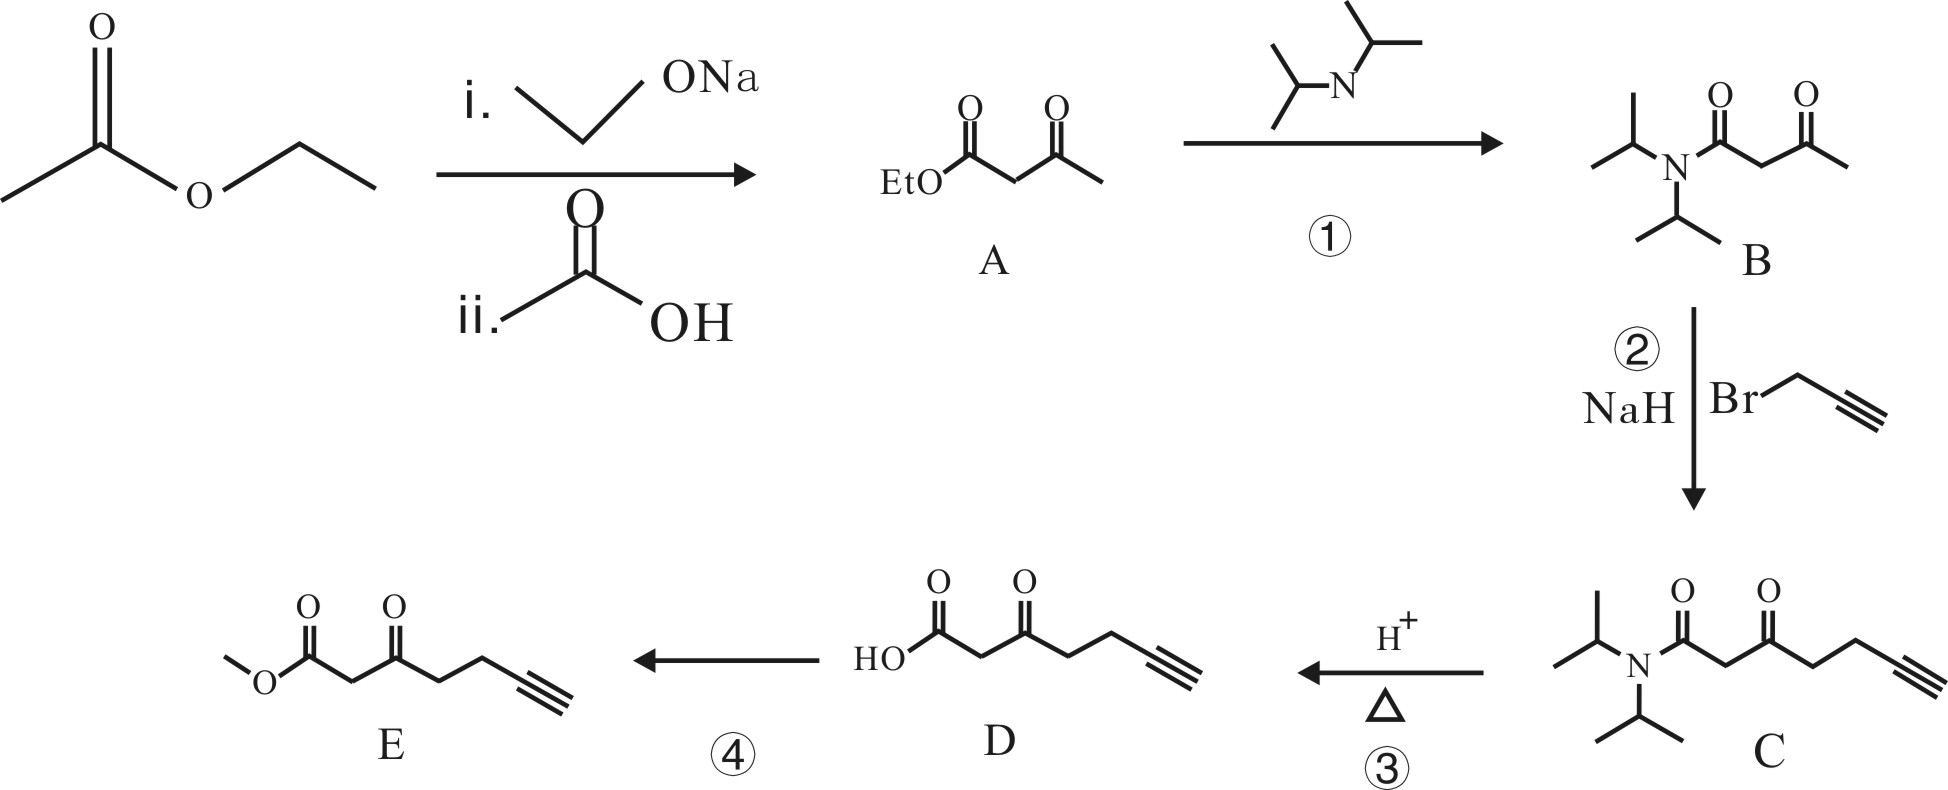 O
O
i.
ONa
O
ii.
OH
O
O
EtO
A
N
①
O
O
N
B
②
NaH
Br
O
O
N
C
H+
△
③
O
O
HO
D
④
O
O
O
E